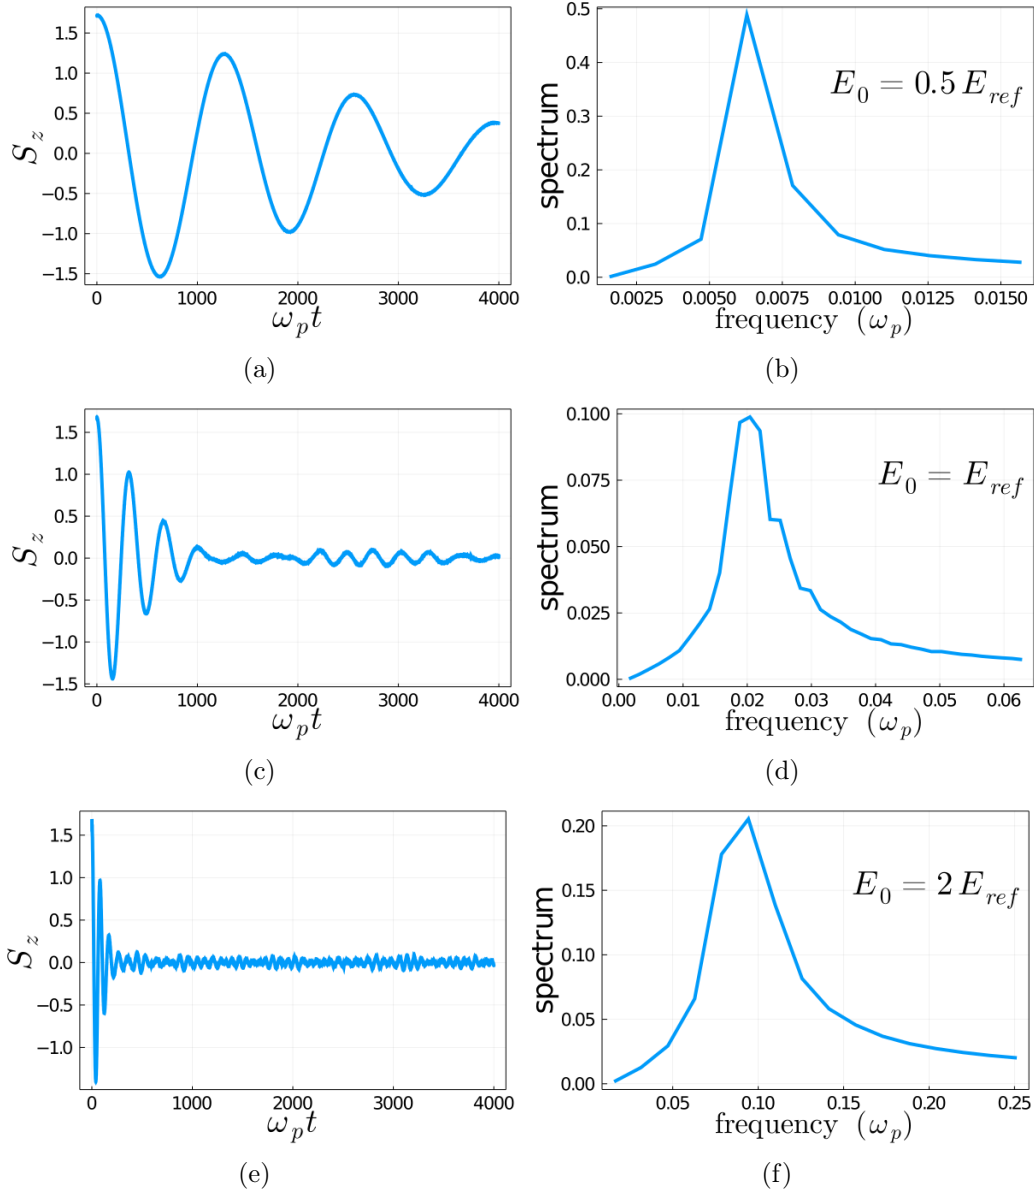 1.5
1.0
0.5
0.0
−0.5
−1.0
−1.5
S_z
0 1000 2000 3000 4000
ω_p t
(a)
0.5
0.4
0.3
0.2
0.1
0.0
spectrum
E_0 = 0.5 E_ref
0.0025 0.0050 0.0075 0.0100 0.0125 0.0150
frequency (ω_p)
(b)
1.5
1.0
0.5
0.0
−0.5
−1.0
−1.5
S_z
0 1000 2000 3000 4000
ω_p t
(c)
0.100
0.075
0.050
0.025
0.000
spectrum
E_0 = E_ref
0.00 0.01 0.02 0.03 0.04 0.05 0.06
frequency (ω_p)
(d)
1.5
1.0
0.5
0.0
−0.5
−1.0
S_z
0 1000 2000 3000 4000
ω_p t
(e)
0.20
0.15
0.10
0.05
0.00
spectrum
E_0 = 2 E_ref
0.05 0.10 0.15 0.20 0.25
frequency (ω_p)
(f)